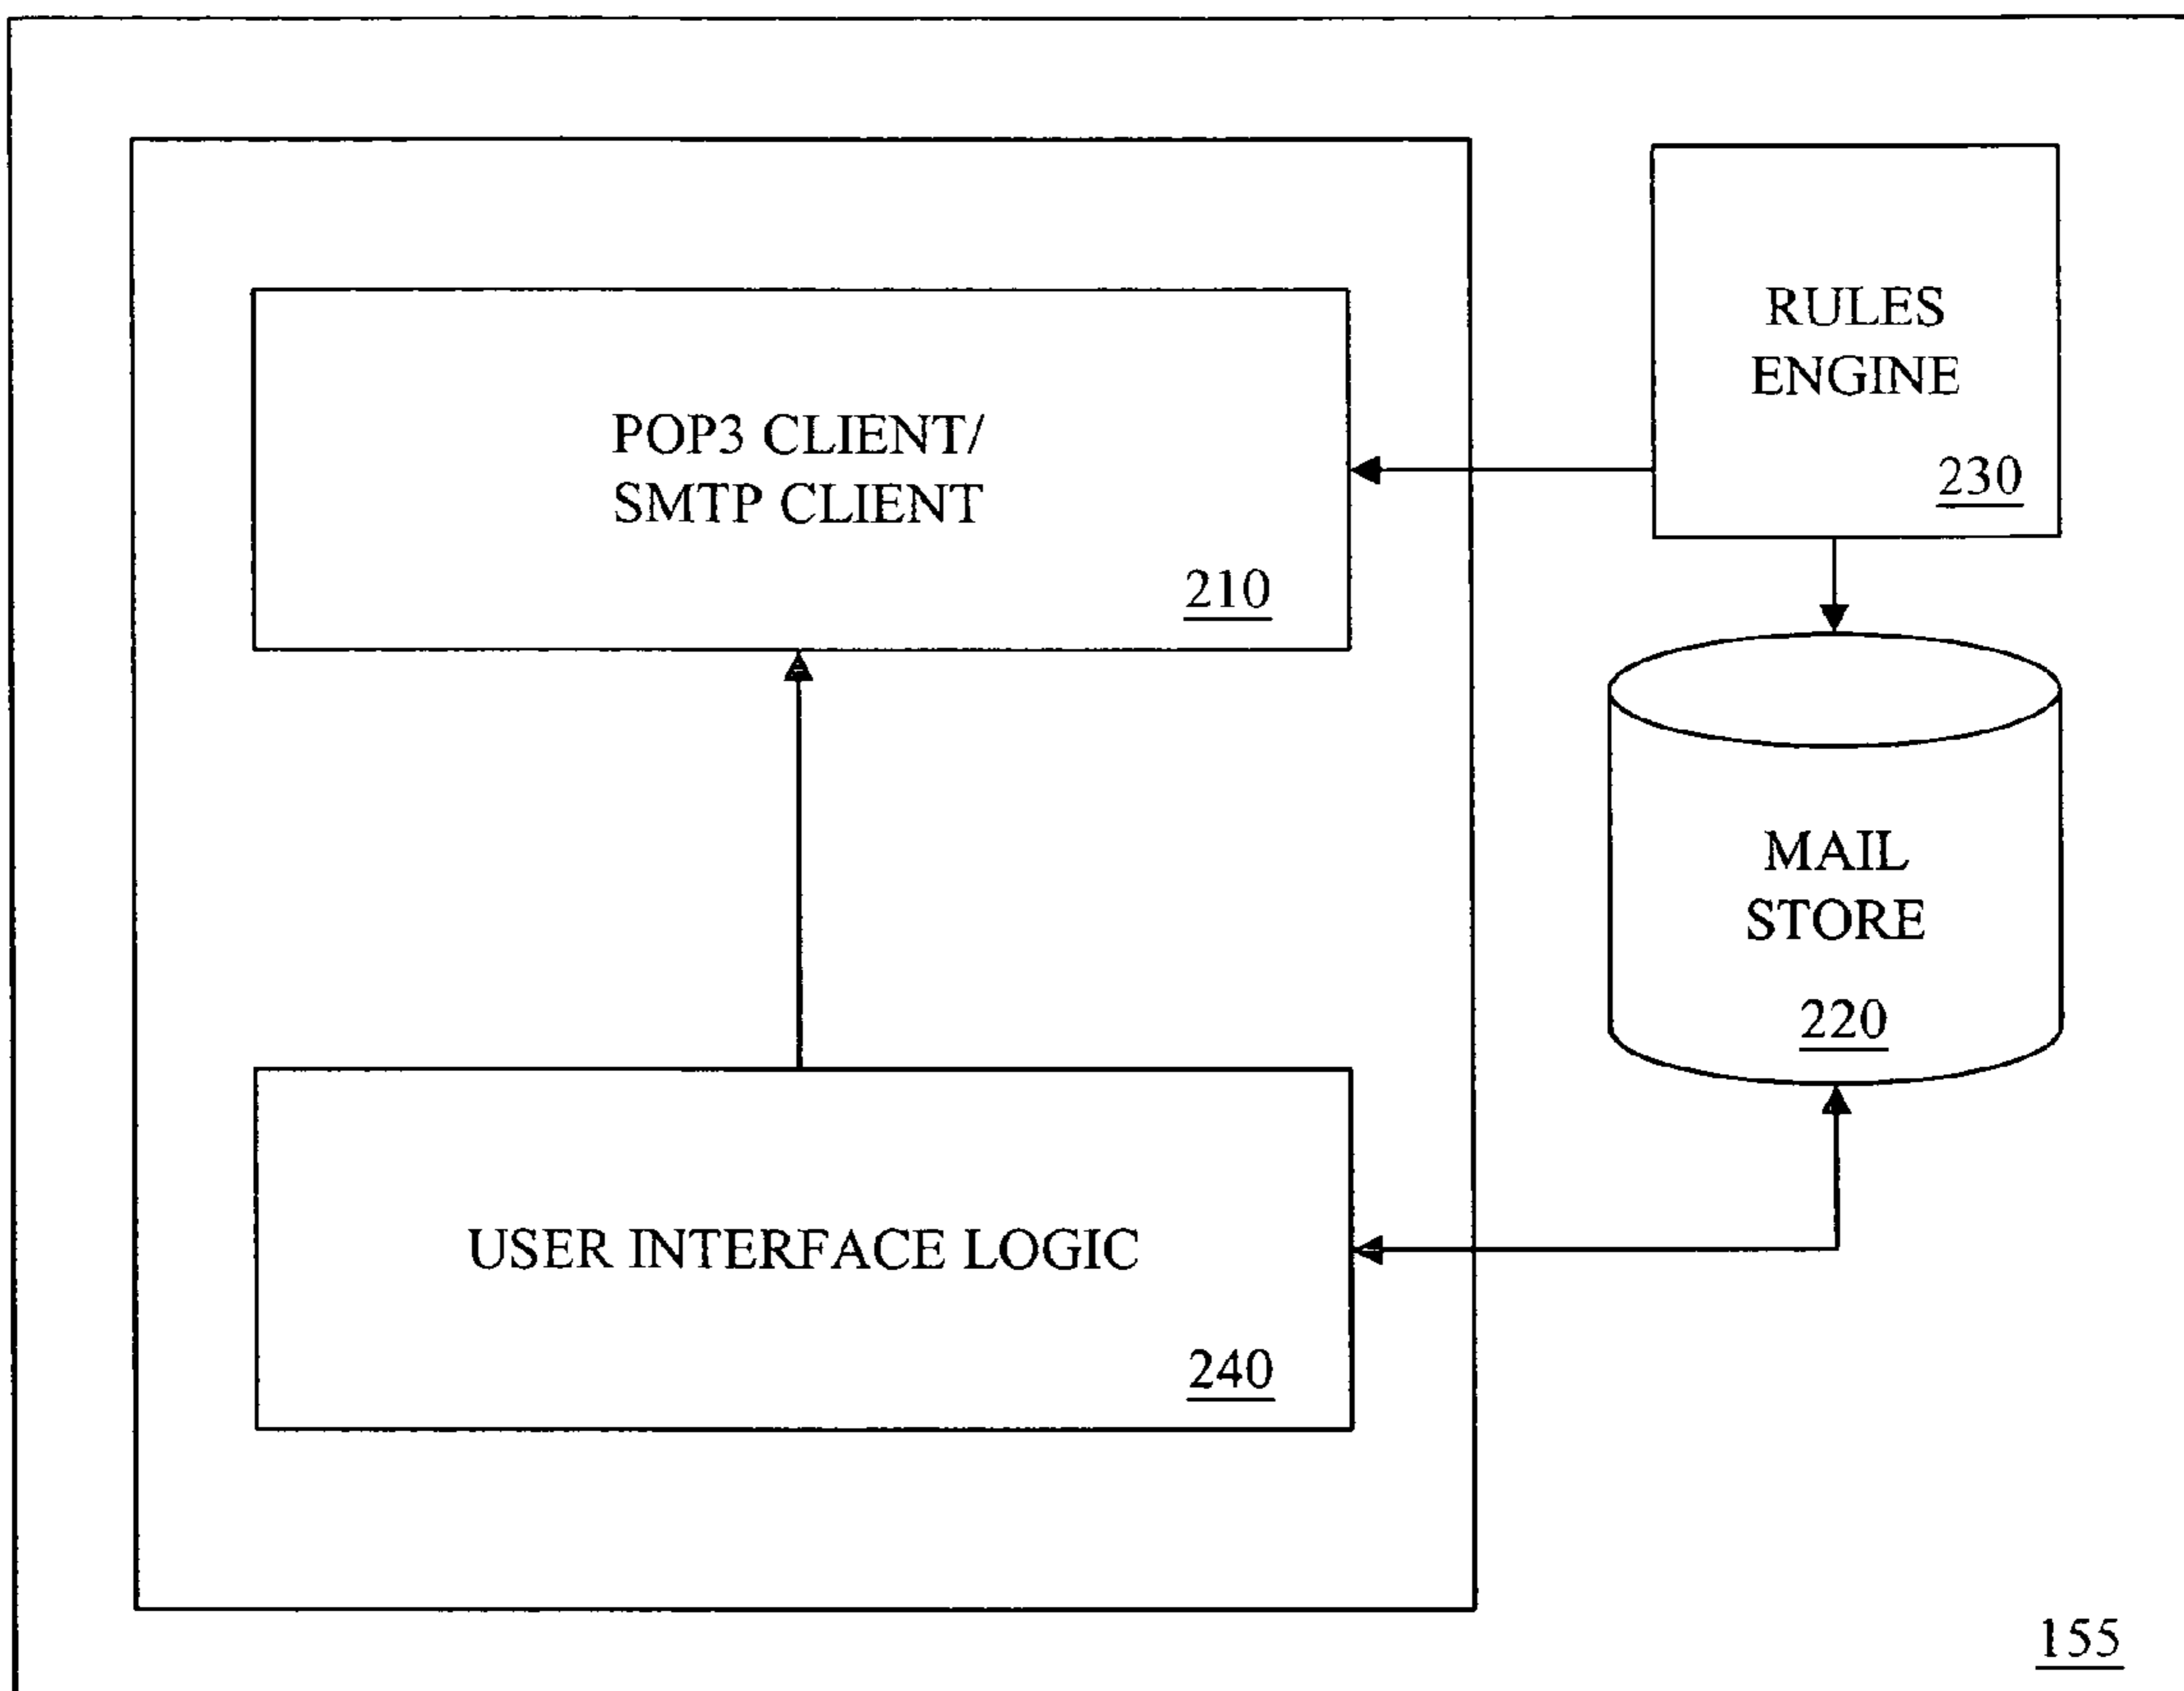 RULES
ENGINE
230
POP3 CLIENT/
SMTP CLIENT
210
MAIL
STORE
220
USER INTERFACE LOGIC
240
155